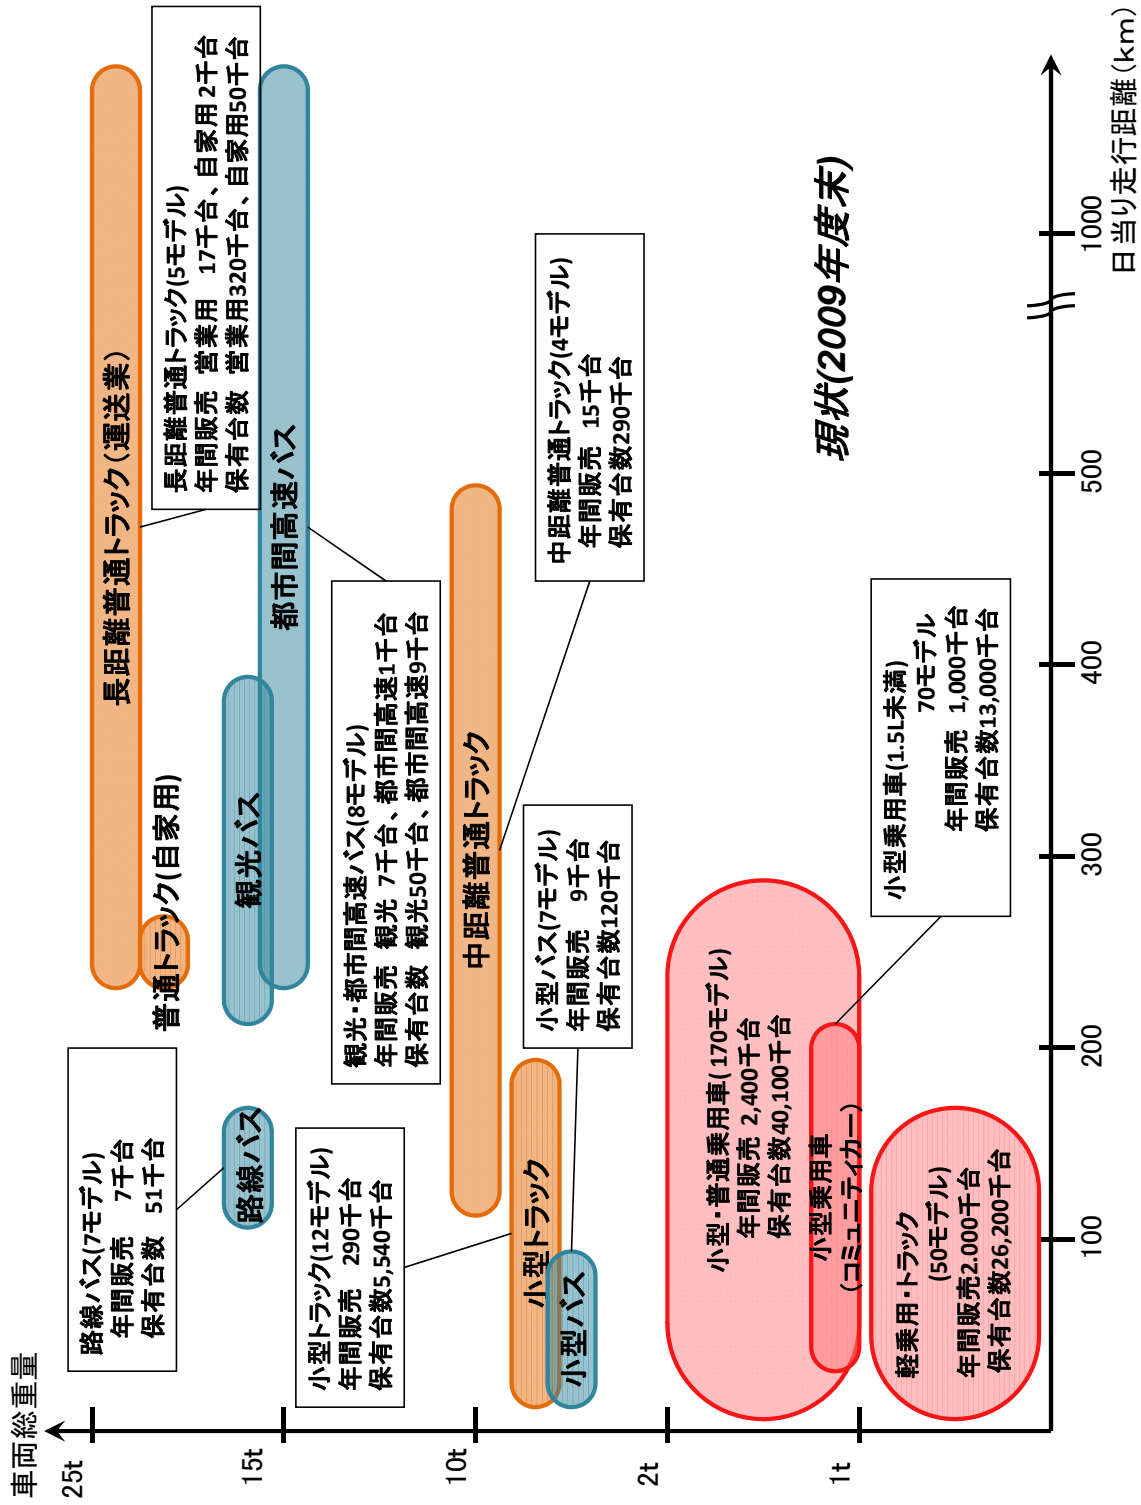 車両総重量
25t
15t
10t
2t
1t
長距離普通トラック（運送業）
長距離普通トラック(5モデル)
年間販売　営業用　17千台、自家用 2千台
保有台数　営業用320千台、自家用50千台
普通トラック(自家用)
観光バス
都市間高速バス
路線バス(7モデル)
年間販売　7千台
保有台数　51千台
路線バス
観光・都市間高速バス(8モデル)
年間販売　観光 7千台、都市間高速1千台
保有台数　観光50千台、都市間高速9千台
中距離普通トラック
中距離普通トラック(4モデル)
年間販売　15千台
保有台数290千台
小型トラック(12モデル)
年間販売　290千台
保有台数5,540千台
小型トラック
小型バス
小型バス(7モデル)
年間販売　9千台
保有台数120千台
小型・普通乗用車(170モデル)
年間販売 2,400千台
保有台数40,100千台
小型乗用車
（コミュニティカー）
小型乗用車(1.5L未満)
70モデル
年間販売　1,000千台
保有台数13,000千台
軽乗用・トラック
(50モデル)
年間販売2.000千台
保有台数26,200千台
現状(2009年度末)
100
200
300
400
500
1000
日当り走行距離（km）